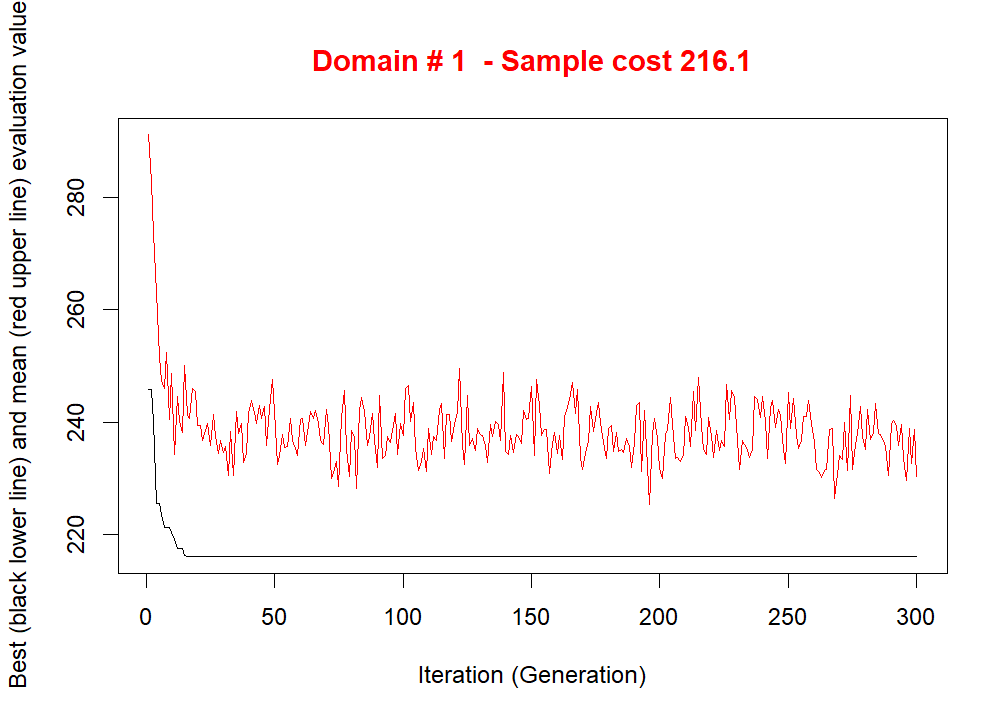 Domain # 1  - Sample cost 216.1
Best (black lower line) and mean (red upper line) evaluation value
280
260
240
220
0 50 100 150 200 250 300
Iteration (Generation)